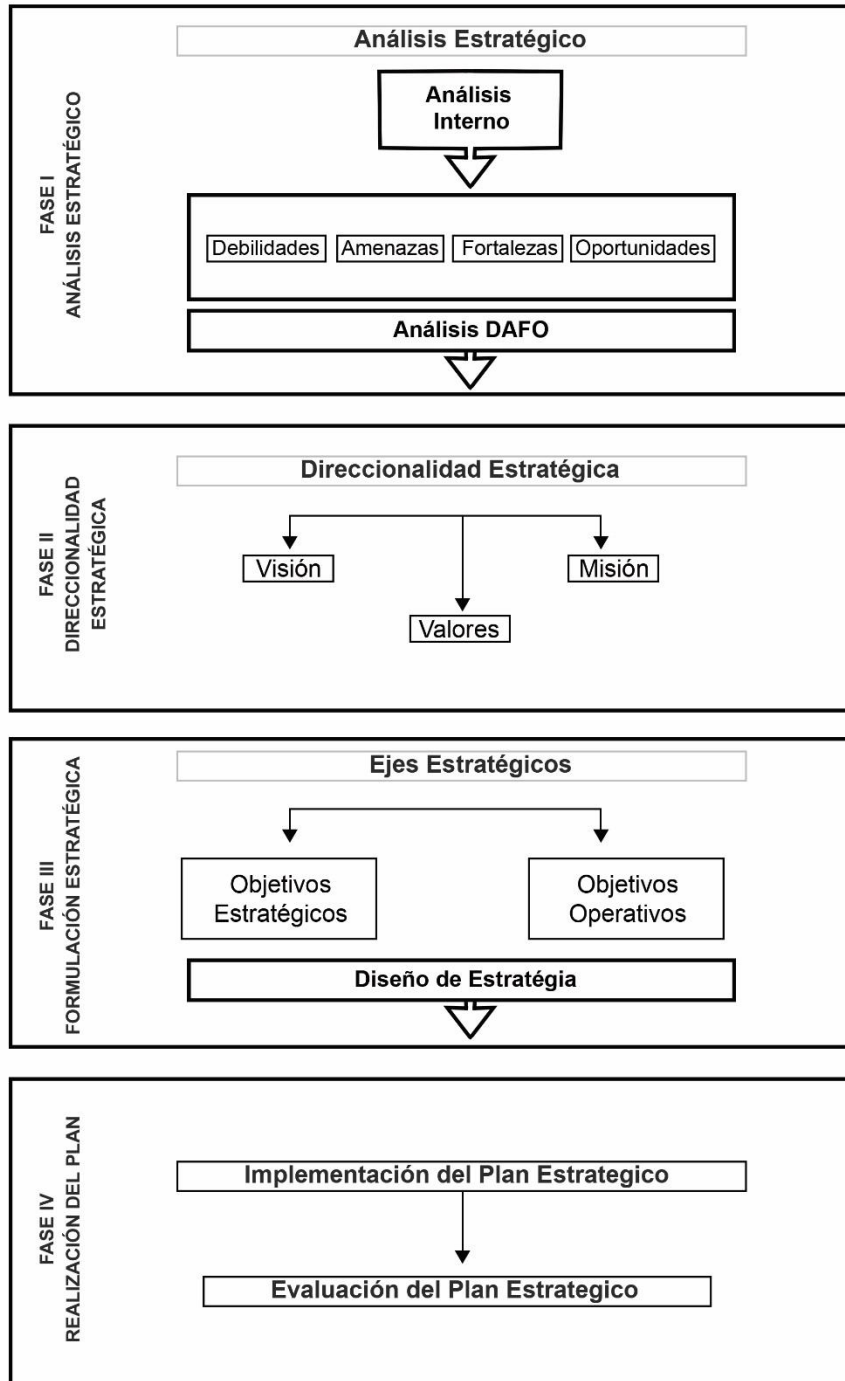 Análisis Estratégico
FASE I
ANÁLISIS ESTRATÉGICO
Análisis
Interno
Debilidades
Amenazas
Fortalezas
Oportunidades
Análisis DAFO
FASE II
DIRECCIONALIDAD
ESTRATÉGICA
Direccionalidad Estratégica
Visión
Misión
Valores
FASE III
FORMULACIÓN ESTRATÉGICA
Ejes Estratégicos
Objetivos
Estratégicos
Objetivos
Operativos
Diseño de Estratégia
FASE IV
REALIZACIÓN DEL PLAN
Implementación del Plan Estrategico
Evaluación del Plan Estrategico